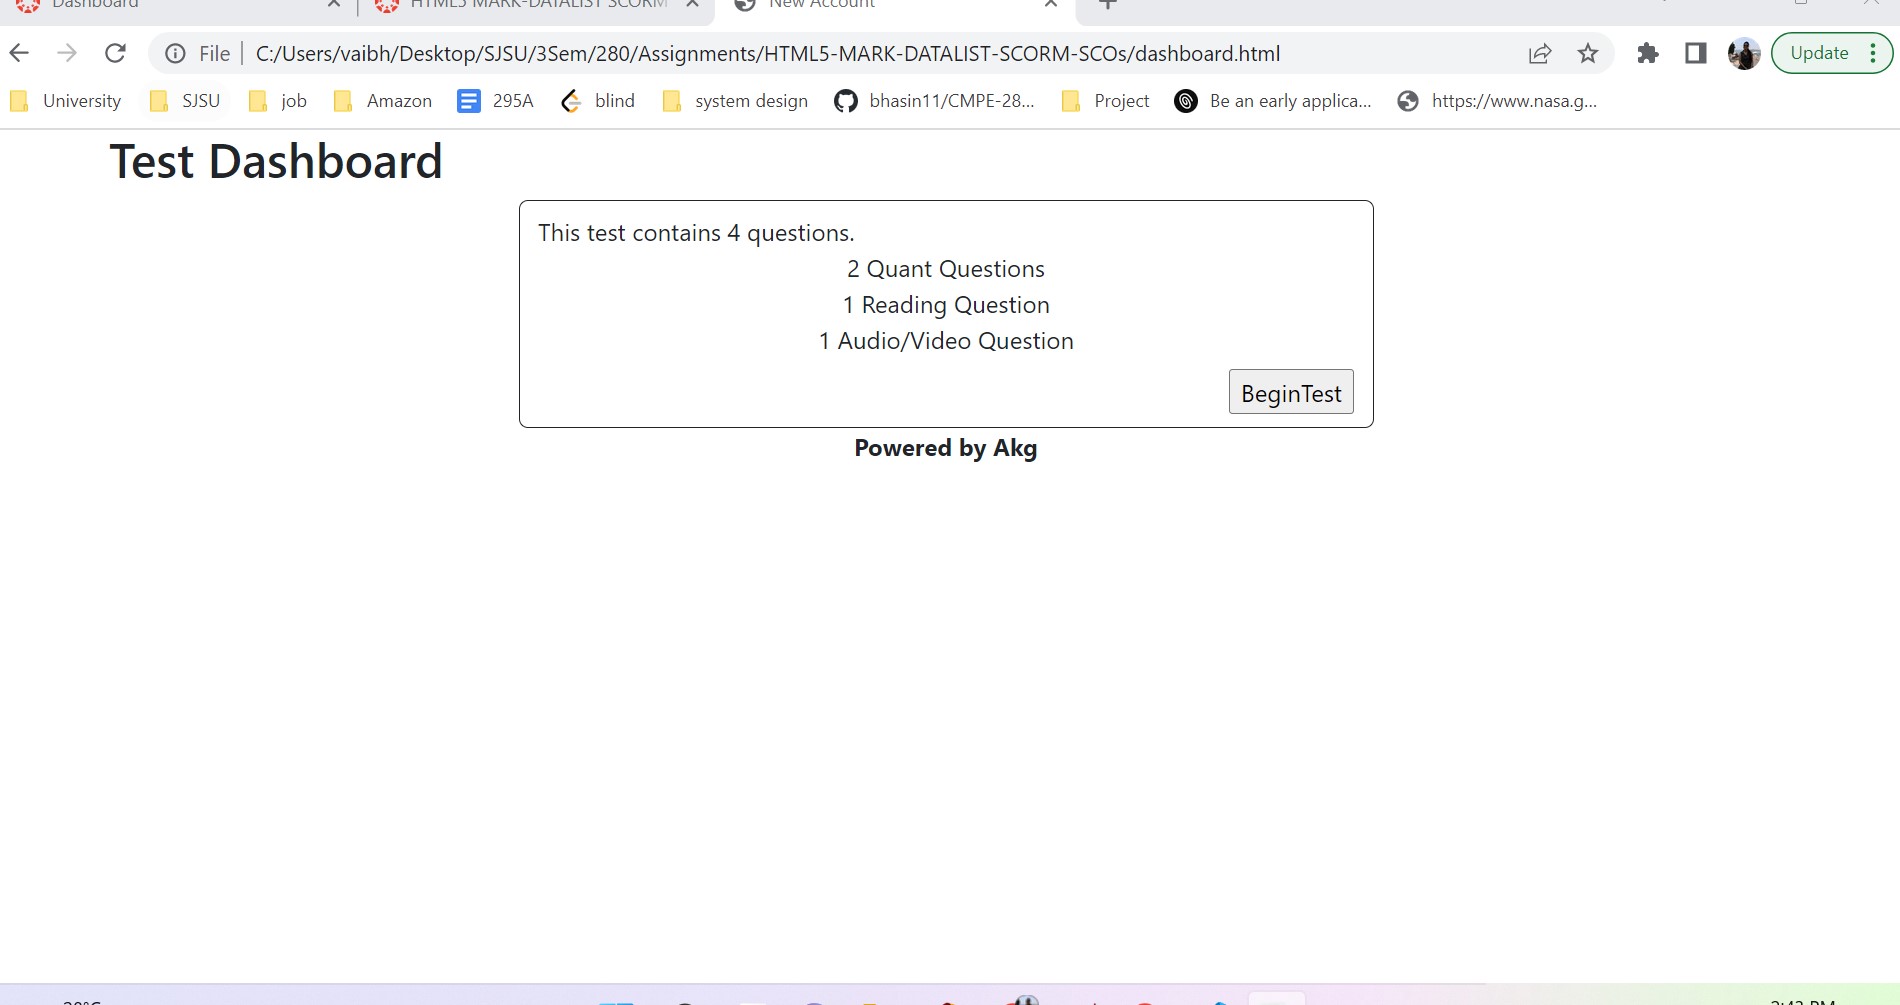 Dashboard
HTML5 MARK-DATALIST SCORM
New Account
File
C:/Users/vaibh/Desktop/SJSU/3Sem/280/Assignments/HTML5-MARK-DATALIST-SCORM-SCOs/dashboard.html
Update
University SJSU job Amazon 295A blind system design bhasin11/CMPE-28... Project Be an early applica... https://www.nasa.g...
Test Dashboard
This test contains 4 questions.
2 Quant Questions
1 Reading Question
1 Audio/Video Question
BeginTest
Powered by Akg